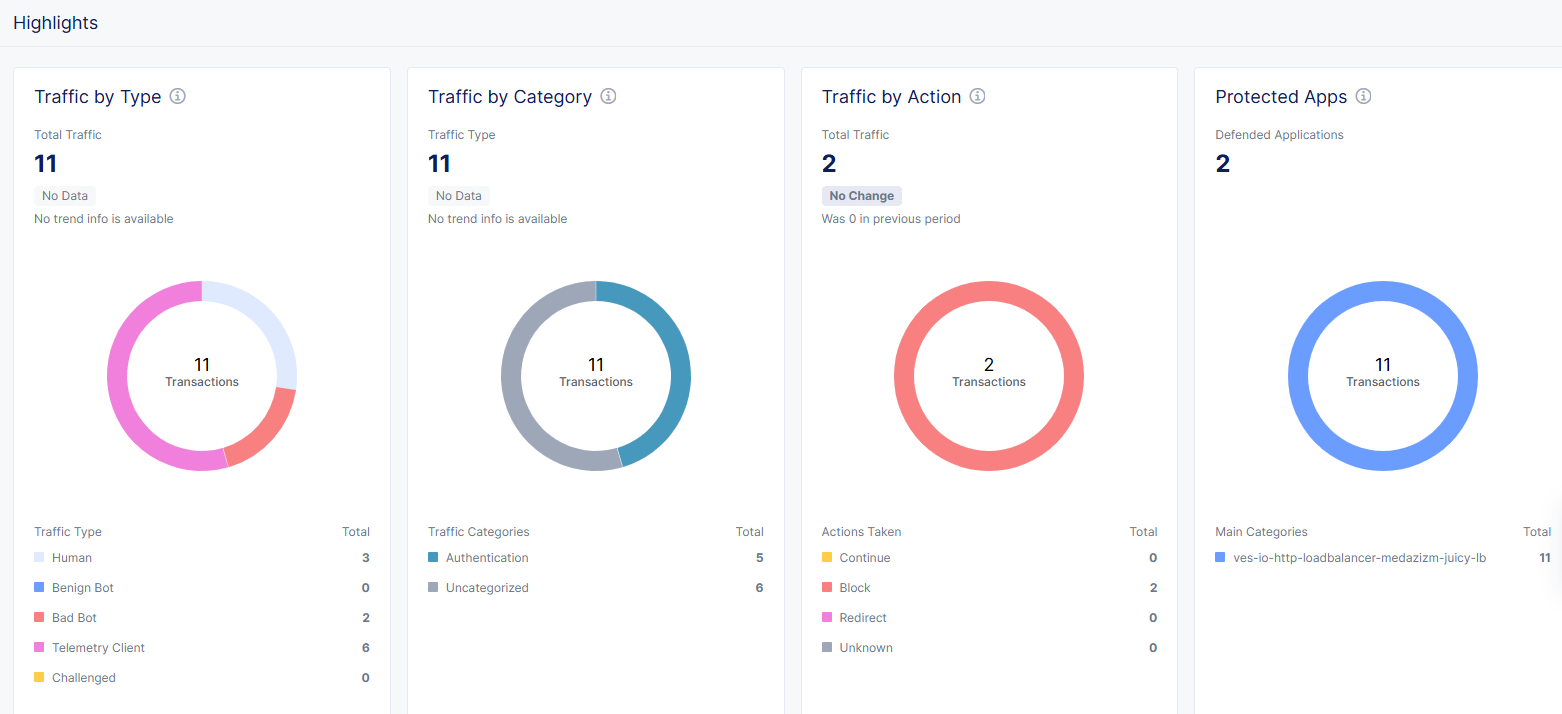 Highlights
Traffic by Type
Total Traffic
11
No Data
No trend info is available
11
Transactions
Traffic Type Total
Human 3
Benign Bot 0
Bad Bot 2
Telemetry Client 6
Challenged 0
Traffic by Category
Traffic Type
11
No Data
No trend info is available
11
Transactions
Traffic Categories Total
Authentication 5
Uncategorized 6
Traffic by Action
Total Traffic
2
No Change
Was 0 in previous period
2
Transactions
Actions Taken Total
Continue 0
Block 2
Redirect 0
Unknown 0
Protected Apps
Defended Applications
2
11
Transactions
Main Categories Total
ves-io-http-loadbalancer-medazizm-juicy-lb 11